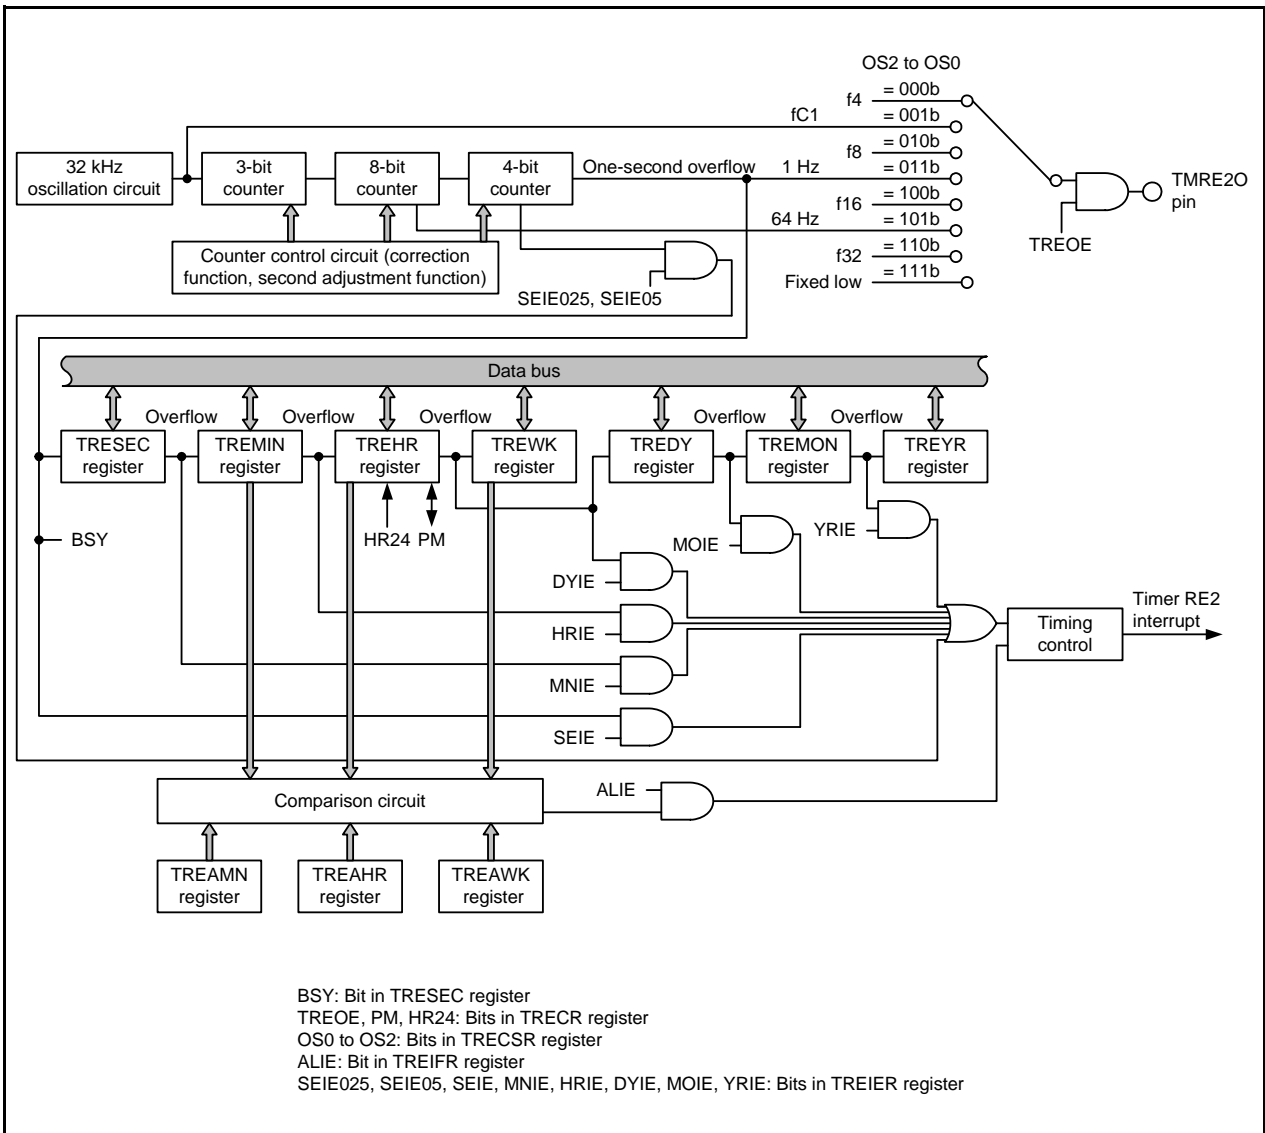 OS2 to OS0
f4 = 000b
fC1 = 001b
f8 = 010b
One-second overflow 1 Hz = 011b
f16 = 100b
64 Hz = 101b
f32 = 110b
Fixed low = 111b
32 kHz
oscillation circuit
3-bit
counter
8-bit
counter
4-bit
counter
TMRE2O
pin
TREOE
Counter control circuit (correction
function, second adjustment function)
SEIE025, SEIE05
Data bus
Overflow
Overflow
Overflow
Overflow
Overflow
TRESEC
register
TREMIN
register
TREHR
register
TREWK
register
TREDY
register
TREMON
register
TREYR
register
BSY
HR24 PM
MOIE
YRIE
DYIE
HRIE
MNIE
SEIE
Timing
control
Timer RE2
interrupt
Comparison circuit
ALIE
TREAMN
register
TREAHR
register
TREAWK
register
BSY: Bit in TRESEC register
TREOE, PM, HR24: Bits in TRECR register
OS0 to OS2: Bits in TRECSR register
ALIE: Bit in TREIFR register
SEIE025, SEIE05, SEIE, MNIE, HRIE, DYIE, MOIE, YRIE: Bits in TREIER register